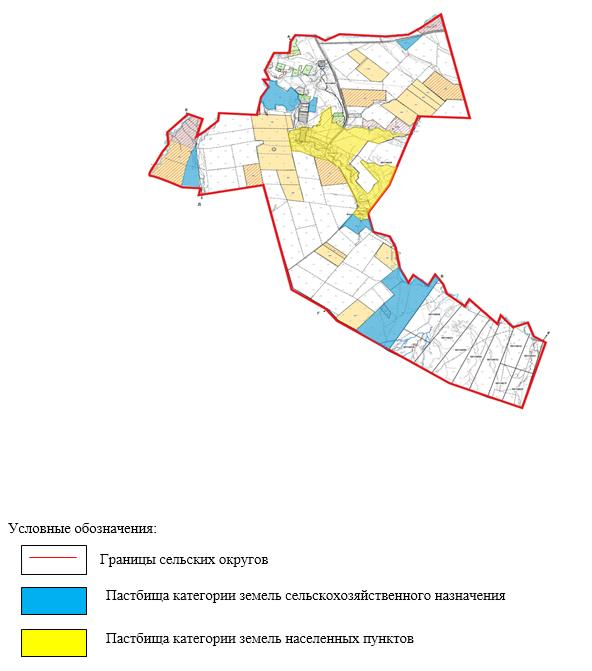 Условные обозначения:
Границы сельских округов
Пастбища категории земель сельскохозяйственного назначения
Пастбища категории земель населенных пунктов